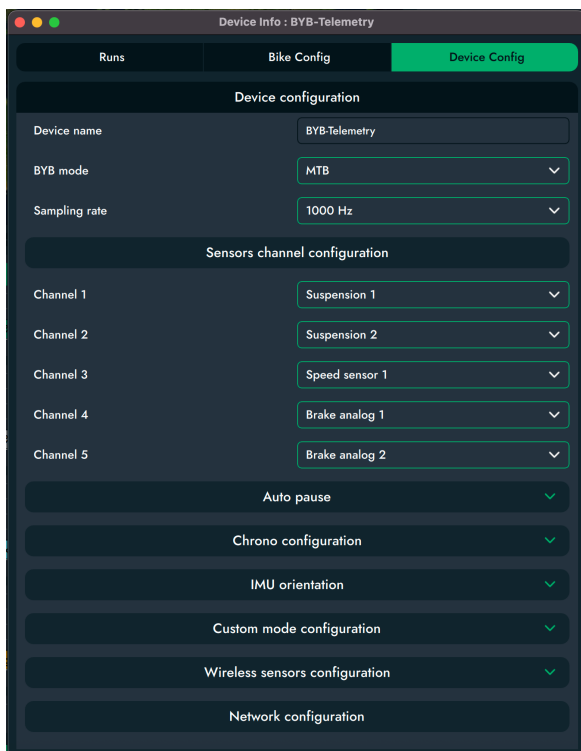 Device Info : BYB-Telemetry
Runs
Bike Config
Device Config
Device configuration
Device name
BYB-Telemetry
BYB mode
MTB
Sampling rate
1000 Hz
Sensors channel configuration
Channel 1
Suspension 1
Channel 2
Suspension 2
Channel 3
Speed sensor 1
Channel 4
Brake analog 1
Channel 5
Brake analog 2
Auto pause
Chrono configuration
IMU orientation
Custom mode configuration
Wireless sensors configuration
Network configuration